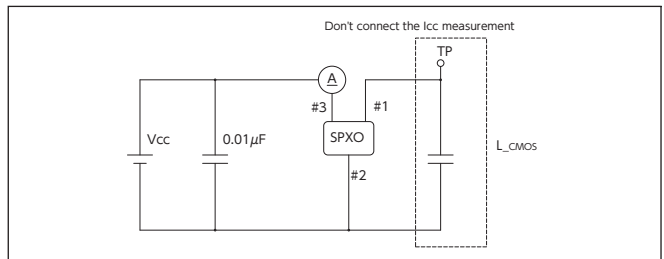 Don't connect the Icc measurement
TP
A
#3
#1
Vcc
0.01μF
SPXO
L_CMOS
#2